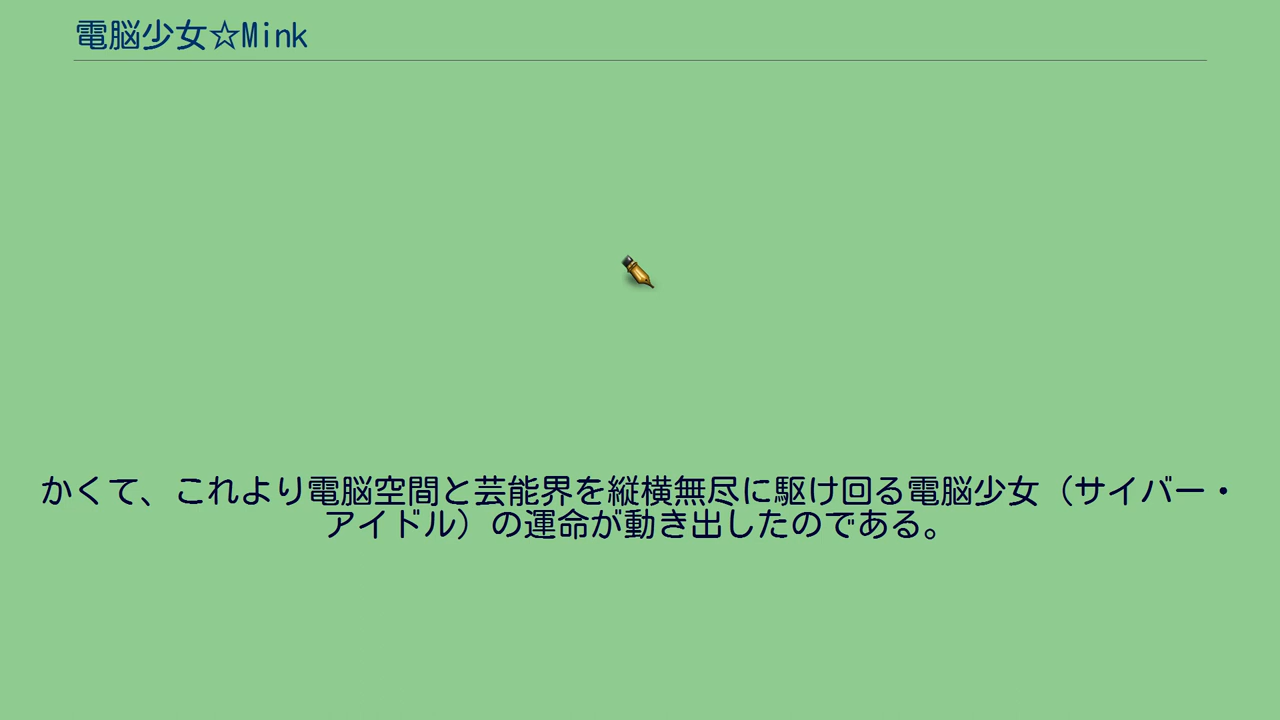 電脳少女☆Mink
かくて、これより電脳空間と芸能界を縦横無尽に駆け回る電脳少女（サイバー・
アイドル）の運命が動き出したのである。